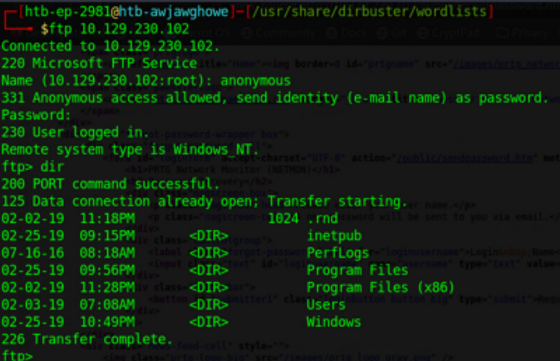 [htb-ep-2981@htb-awjawghowe]-[/usr/share/dirbuster/wordlists]
$ftp 10.129.230.102
Connected to 10.129.230.102.
220 Microsoft FTP Service
Name (10.129.230.102:root): anonymous
331 Anonymous access allowed, send identity (e-mail name) as password.
Password:
230 User logged in.
Remote system type is Windows_NT.
ftp> dir
200 PORT command successful.
125 Data connection already open; Transfer starting.
02-02-19 11:18PM 1024 .rnd
02-25-19 09:15PM <DIR> inetpub
07-16-16 08:18AM <DIR> PerfLogs
02-25-19 09:56PM <DIR> Program Files
02-02-19 11:28PM <DIR> Program Files (x86)
02-03-19 07:08AM <DIR> Users
02-25-19 10:49PM <DIR> Windows
226 Transfer complete.
ftp>